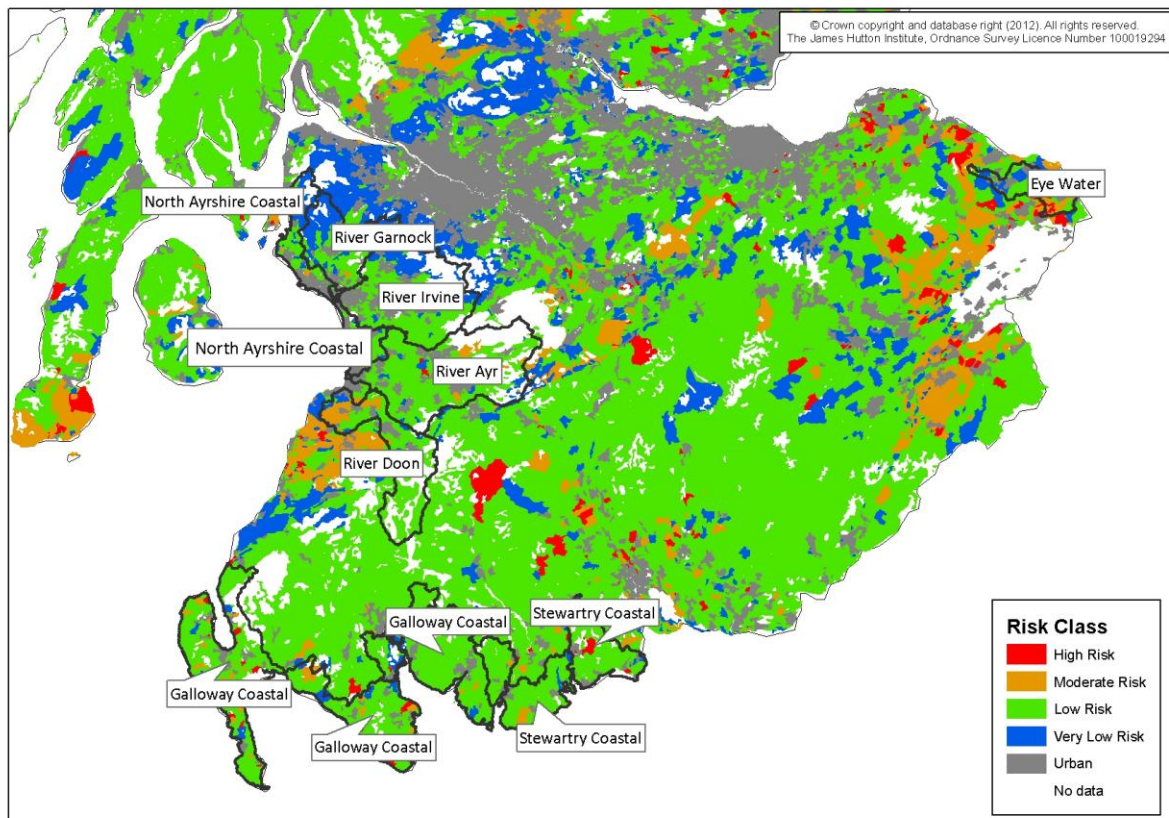 © Crown copyright and database right (2012). All rights reserved.
The James Hutton Institute, Ordnance Survey Licence Number 100019294
Eye Water
North Ayrshire Coastal
River Garnock
River Irvine
North Ayrshire Coastal
River Ayr
River Doon
Galloway Coastal
Stewartry Coastal
Galloway Coastal
Galloway Coastal
Stewartry Coastal
Risk Class
High Risk
Moderate Risk
Low Risk
Very Low Risk
Urban
No data